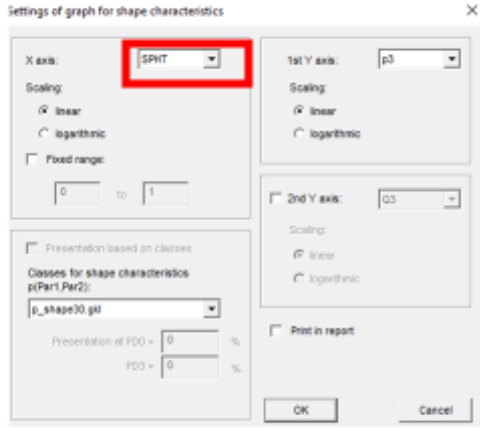 Settings of graph for shape characteristics
X axis: SPHT
Scaling:
linear
logarithmic
Fixed range:
0 to 1
Presentation based on classes
Classes for shape characteristics
p(Par1,Par2):
p_shape30.gkl
Presentation at PD0 > 0 %
PD3 > 0 %
1st Y axis: p3
Scaling:
linear
logarithmic
2nd Y axis: Q3
Scaling:
linear
logarithmic
Print in report
OK Cancel